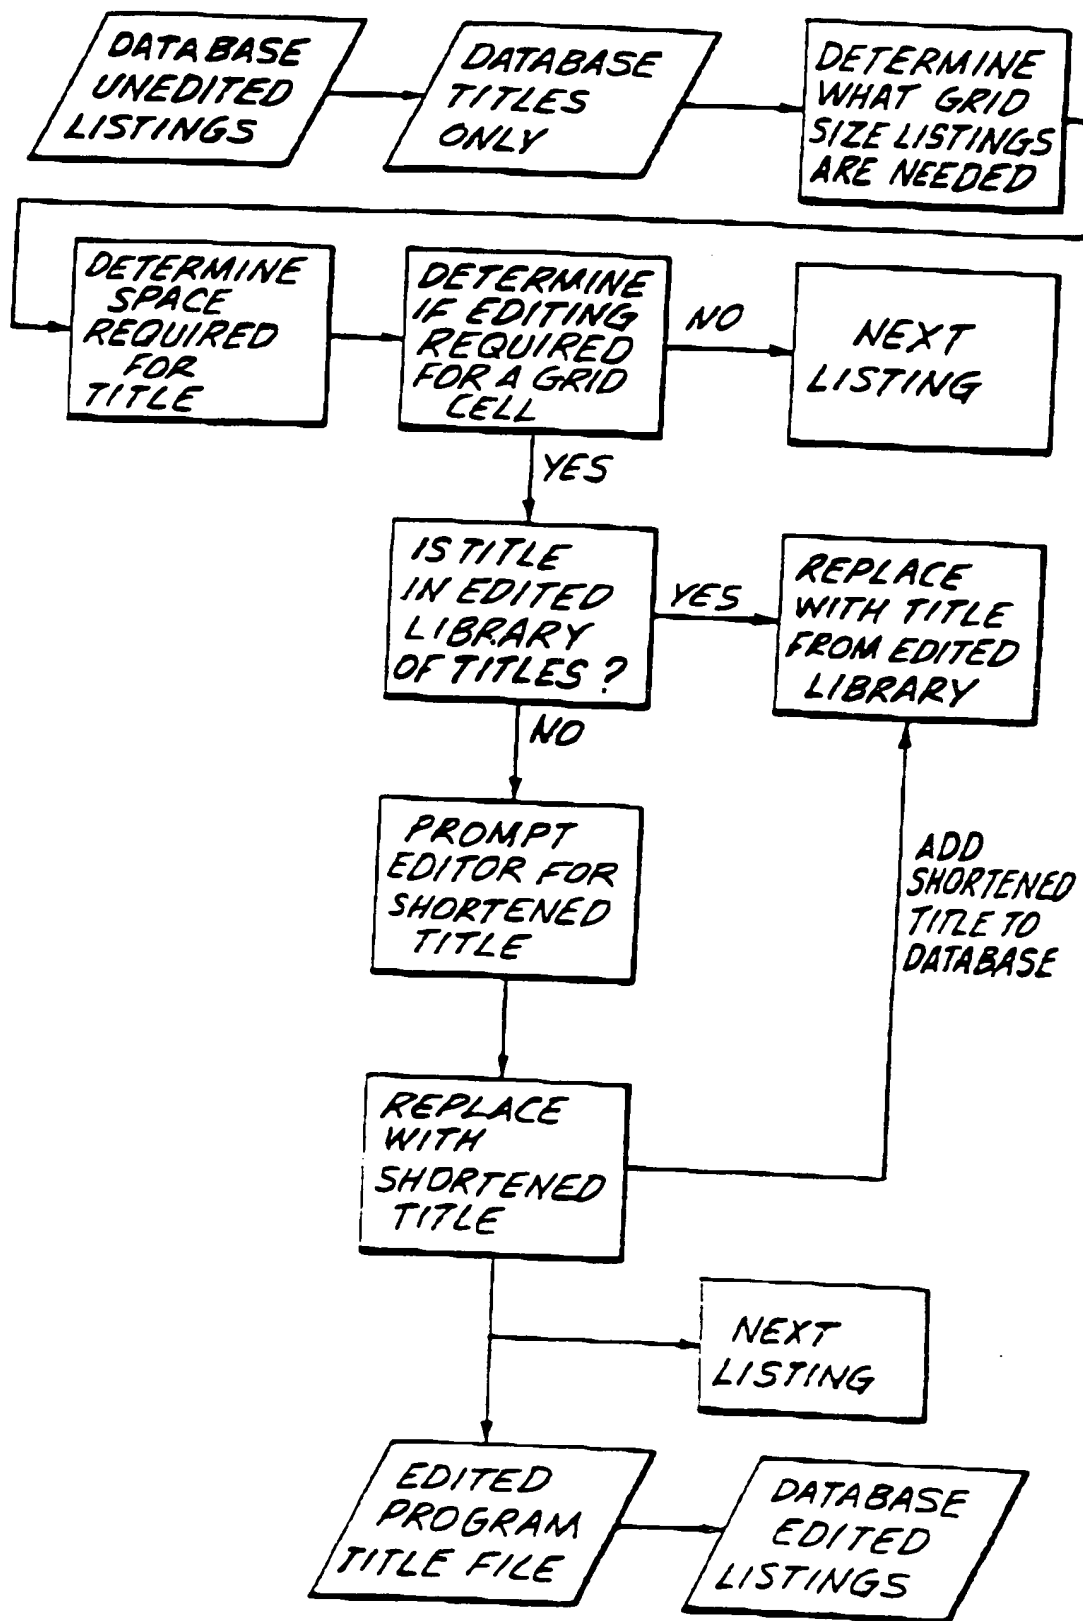 DATABASE
UNEDITED
LISTINGS
DATABASE
TITLES
ONLY
DETERMINE
WHAT GRID
SIZE LISTINGS
ARE NEEDED
DETERMINE
SPACE
REQUIRED
FOR
TITLE
DETERMINE
IF EDITING
REQUIRED
FOR A GRID
CELL
NO
NEXT
LISTING
YES
IS TITLE
IN EDITED
LIBRARY
OF TITLES ?
YES
REPLACE
WITH TITLE
FROM EDITED
LIBRARY
NO
PROMPT
EDITOR FOR
SHORTENED
TITLE
ADD
SHORTENED
TITLE TO
DATABASE
REPLACE
WITH
SHORTENED
TITLE
NEXT
LISTING
EDITED
PROGRAM
TITLE FILE
DATABASE
EDITED
LISTINGS